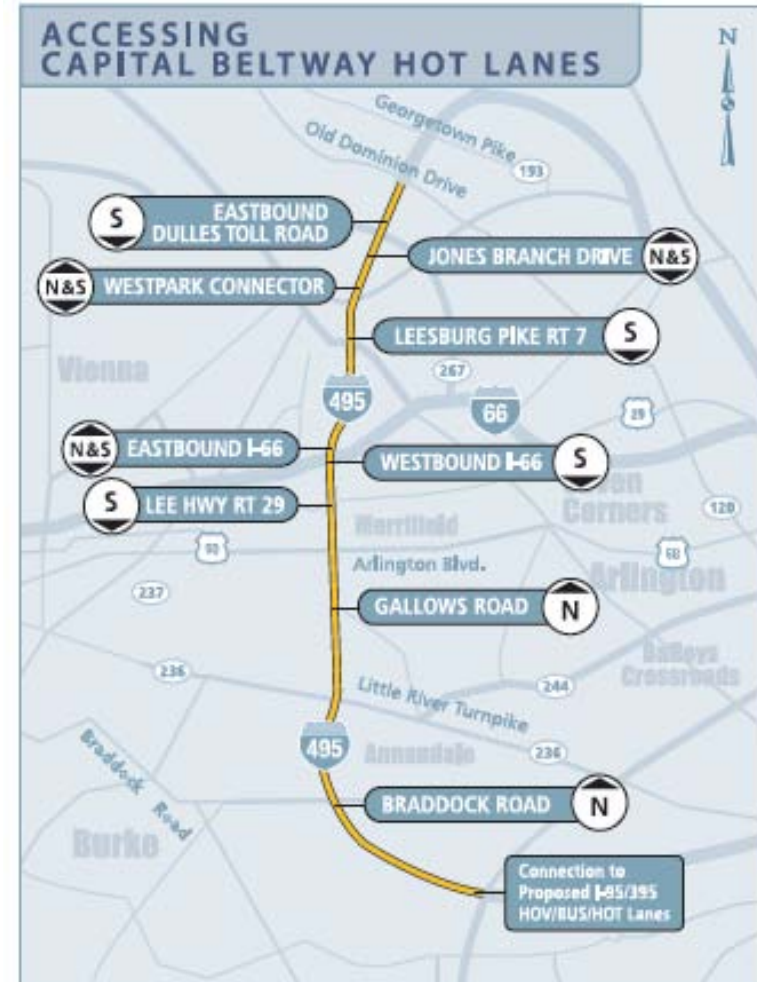 ACCESSING
CAPITAL BELTWAY HOT LANES
N
Georgetown Pike
Old Dominion Drive
193
S
EASTBOUND
DULLES TOLL ROAD
JONES BRANCH DRIVE
N&S
N&S
WESTPARK CONNECTOR
LEESBURG PIKE RT 7
S
Vienna
267
495
66
29
N&S
EASTBOUND I-66
WESTBOUND I-66
S
S
LEE HWY RT 29
Corners
120
Merrifield
50
Arlington Blvd.
Arlington
237
GALLOWS ROAD
N
Crossroads
236
Little River Turnpike
244
495
Annandale
236
Braddock Road
BRADDOCK ROAD
N
Burke
Connection to
Proposed I-95/395
HOV/BUS/HOT Lanes